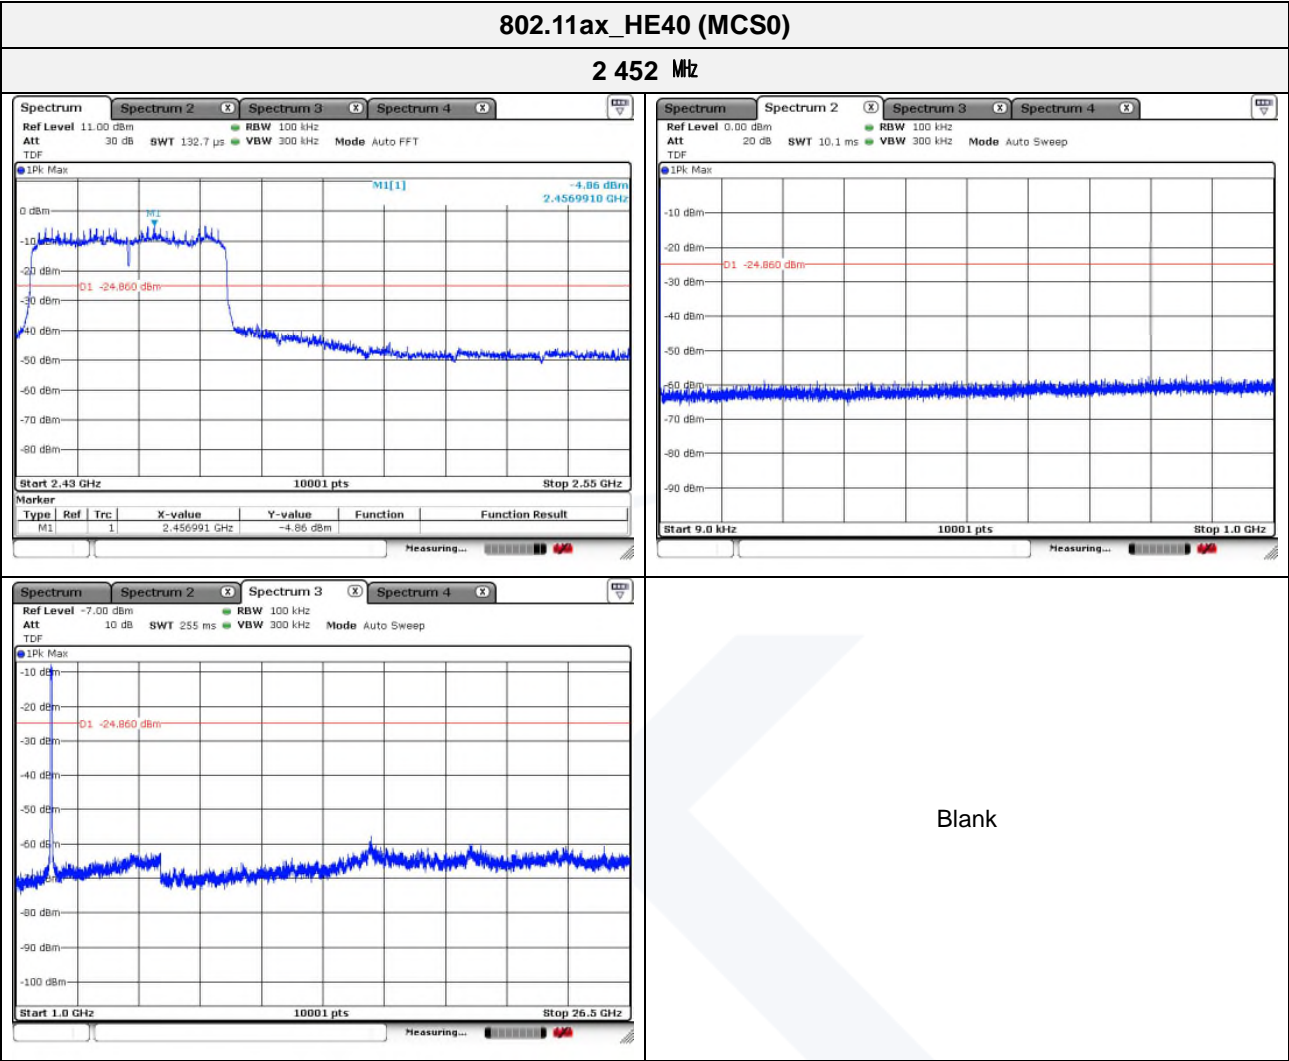 802.11ax_HE40 (MCS0)
2 452 ㎒
Spectrum Spectrum 2 X Spectrum 3 X Spectrum 4 X
Ref Level 11.00 dBm RBW 100 kHz
Att 30 dB SWT 132.7 µs VBW 300 kHz Mode Auto FFT
TDF
1Pk Max
M1[1] -4.86 dBm
2.4569910 GHz
0 dBm
M1
-10 dBm
-20 dBm
D1 -24.860 dBm
-30 dBm
-40 dBm
-50 dBm
-60 dBm
-70 dBm
-80 dBm
Start 2.43 GHz 10001 pts Stop 2.55 GHz
Marker
Type Ref Trc X-value Y-value Function Function Result
M1 1 2.456991 GHz -4.86 dBm
Measuring...
Spectrum Spectrum 2 X Spectrum 3 X Spectrum 4 X
Ref Level 0.00 dBm RBW 100 kHz
Att 20 dB SWT 10.1 ms VBW 300 kHz Mode Auto Sweep
TDF
1Pk Max
-10 dBm
-20 dBm
D1 -24.860 dBm
-30 dBm
-40 dBm
-50 dBm
-60 dBm
-70 dBm
-80 dBm
-90 dBm
Start 9.0 kHz 10001 pts Stop 1.0 GHz
Measuring...
Spectrum Spectrum 2 X Spectrum 3 X Spectrum 4 X
Ref Level -7.00 dBm RBW 100 kHz
Att 10 dB SWT 255 ms VBW 300 kHz Mode Auto Sweep
TDF
1Pk Max
-10 dBm
-20 dBm
D1 -24.860 dBm
-30 dBm
-40 dBm
-50 dBm
-60 dBm
-80 dBm
-90 dBm
-100 dBm
Start 1.0 GHz 10001 pts Stop 26.5 GHz
Measuring...
Blank